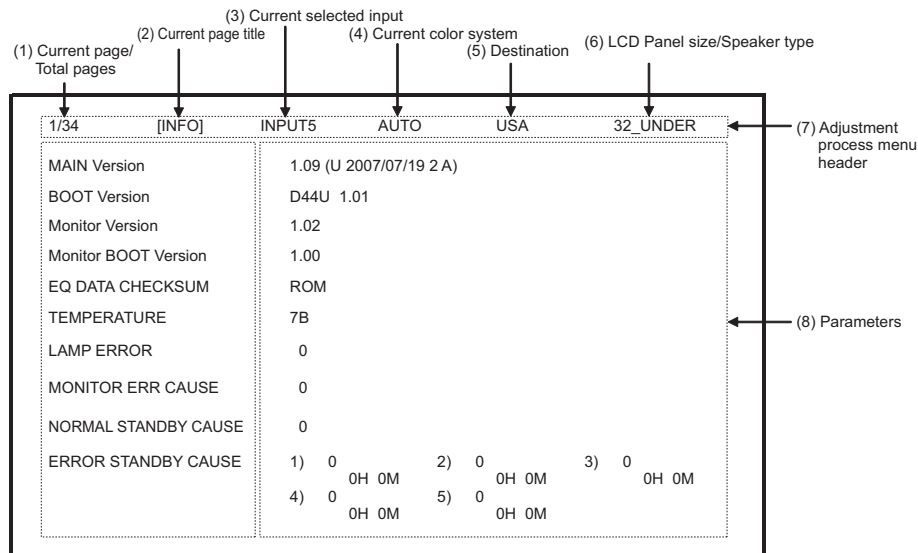 (3) Current selected input
(2) Current page title
(4) Current color system
(1) Current page/
Total pages
(5) Destination
(6) LCD Panel size/Speaker type
1/34 [INFO] INPUT5 AUTO USA 32_UNDER
(7) Adjustment
process menu
header
MAIN Version 1.09 (U 2007/07/19 2 A)
BOOT Version D44U 1.01
Monitor Version 1.02
Monitor BOOT Version 1.00
EQ DATA CHECKSUM ROM
TEMPERATURE 7B
(8) Parameters
LAMP ERROR 0
MONITOR ERR CAUSE 0
NORMAL STANDBY CAUSE 0
ERROR STANDBY CAUSE 1) 0 2) 0 3) 0
0H 0M 0H 0M 0H 0M
4) 0 5) 0
0H 0M 0H 0M